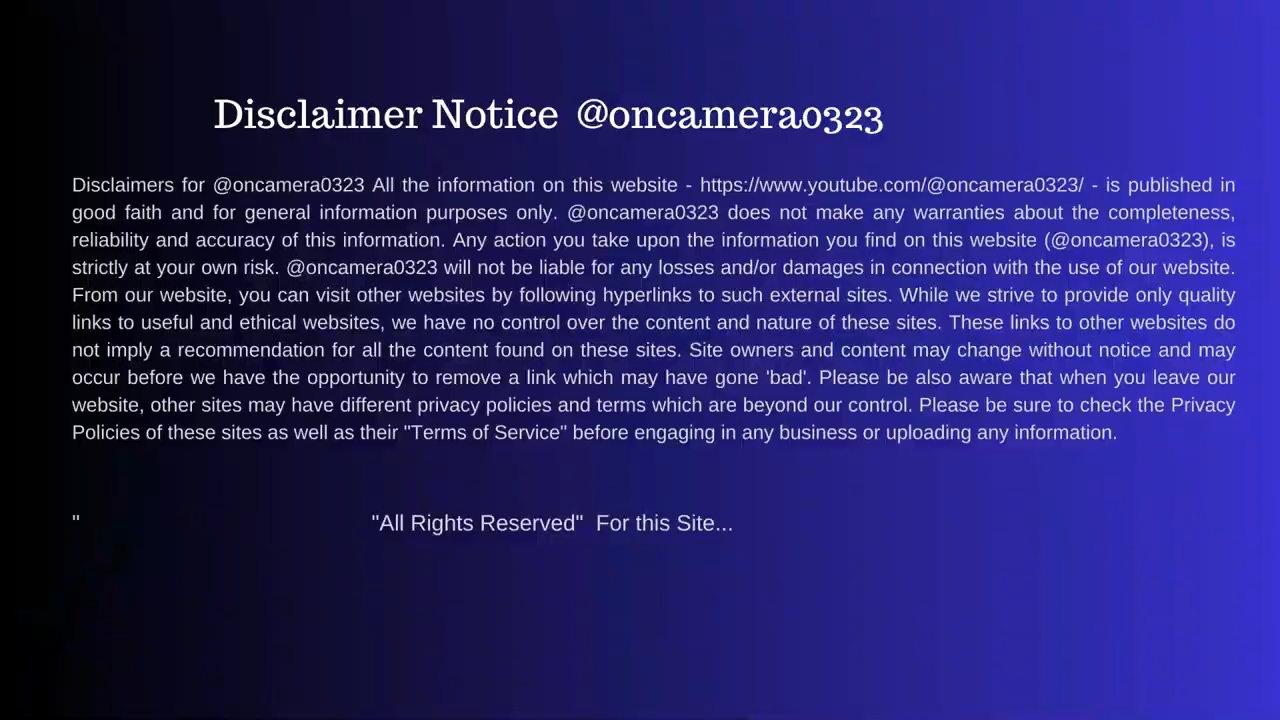 Disclaimer Notice @oncamera0323
Disclaimers for @oncamera0323 All the information on this website - https://www.youtube.com/@oncamera0323/ - is published in
good faith and for general information purposes only. @oncamera0323 does not make any warranties about the completeness,
reliability and accuracy of this information. Any action you take upon the information you find on this website (@oncamera0323), is
strictly at your own risk. @oncamera0323 will not be liable for any losses and/or damages in connection with the use of our website.
From our website, you can visit other websites by following hyperlinks to such external sites. While we strive to provide only quality
links to useful and ethical websites, we have no control over the content and nature of these sites. These links to other websites do
not imply a recommendation for all the content found on these sites. Site owners and content may change without notice and may
occur before we have the opportunity to remove a link which may have gone 'bad'. Please be also aware that when you leave our
website, other sites may have different privacy policies and terms which are beyond our control. Please be sure to check the Privacy
Policies of these sites as well as their "Terms of Service" before engaging in any business or uploading any information.
" "All Rights Reserved" For this Site...